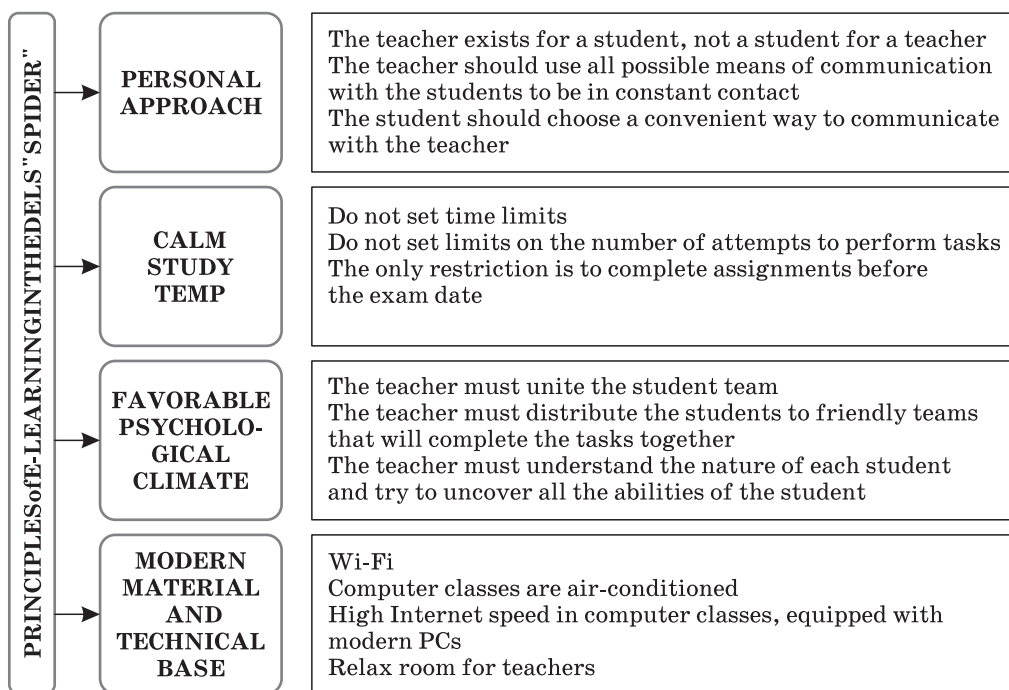 PRINCIPLESofE-LEARNINGINTHEDELS"SPIDER"
PERSONAL
APPROACH
The teacher exists for a student, not a student for a teacher
The teacher should use all possible means of communication
with the students to be in constant contact
The student should choose a convenient way to communicate
with the teacher
CALM
STUDY
TEMP
Do not set time limits
Do not set limits on the number of attempts to perform tasks
The only restriction is to complete assignments before
the exam date
FAVORABLE
PSYCHOLO-
GICAL
CLIMATE
The teacher must unite the student team
The teacher must distribute the students to friendly teams
that will complete the tasks together
The teacher must understand the nature of each student
and try to uncover all the abilities of the student
MODERN
MATERIAL
AND
TECHNICAL
BASE
Wi-Fi
Computer classes are air-conditioned
High Internet speed in computer classes, equipped with
modern PCs
Relax room for teachers